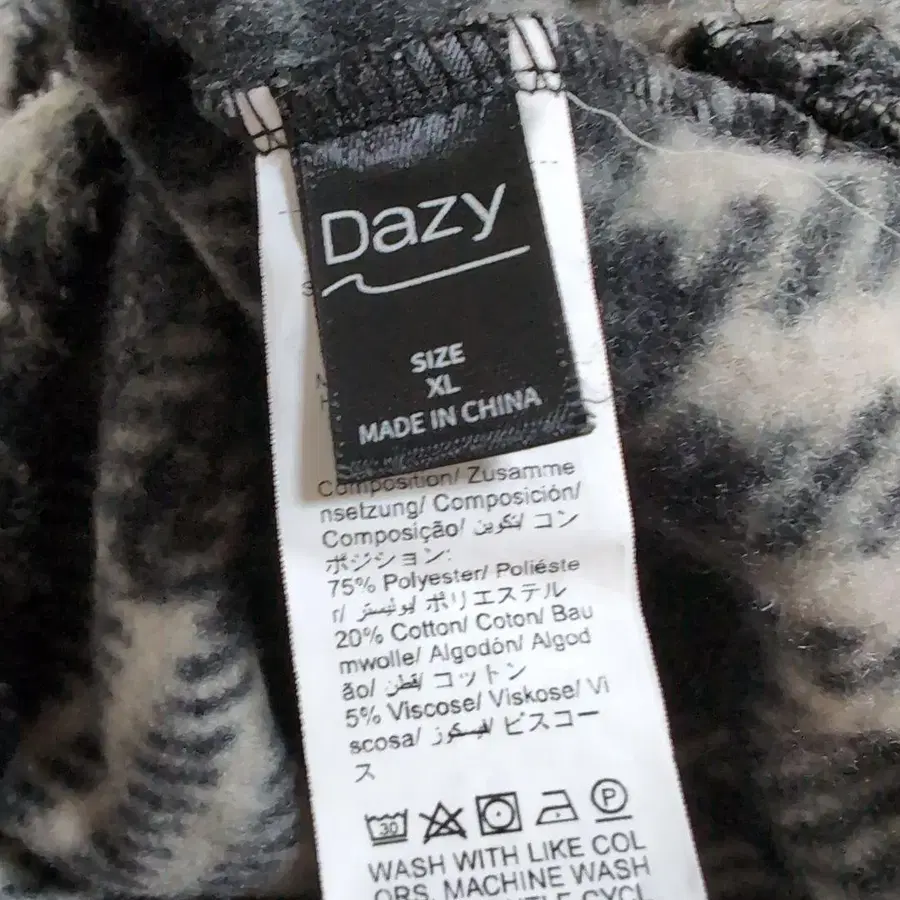 Dazy
SIZE
XL
MADE IN CHINA
Composition/ Zusamme
nsetzung/ Composición/
Composição/ تكوين/ コン
ポジション:
75% Polyester/ Poliéste
r/ بوليستر/ ポリエステル
20% Cotton/ Coton/ Bau
mwolle/ Algodón/ Algod
ão/ قطن/ コットン
5% Viscose/ Viskose/ Vi
scosa/ فيسكوز/ ビスコー
ス
30
P
WASH WITH LIKE COL
ORS, MACHINE WASH